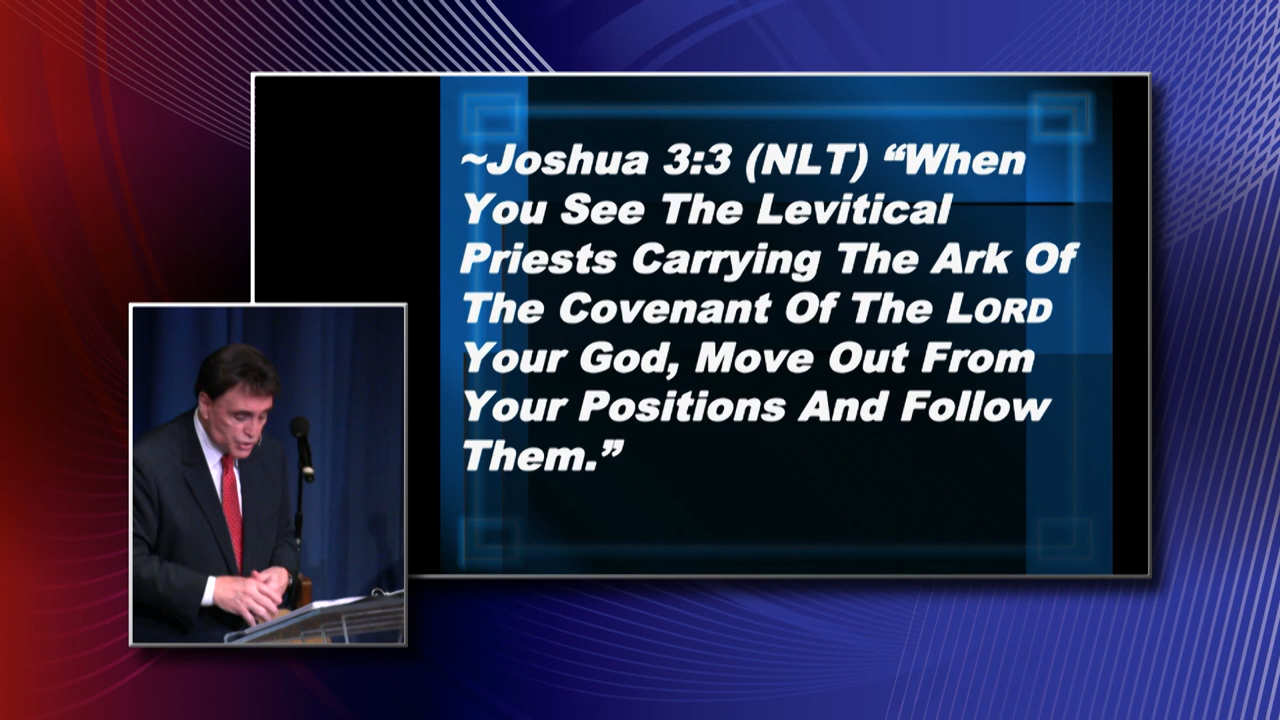 ~Joshua 3:3 (NLT) “When
You See The Levitical
Priests Carrying The Ark Of
The Covenant Of The LORD
Your God, Move Out From
Your Positions And Follow
Them.”